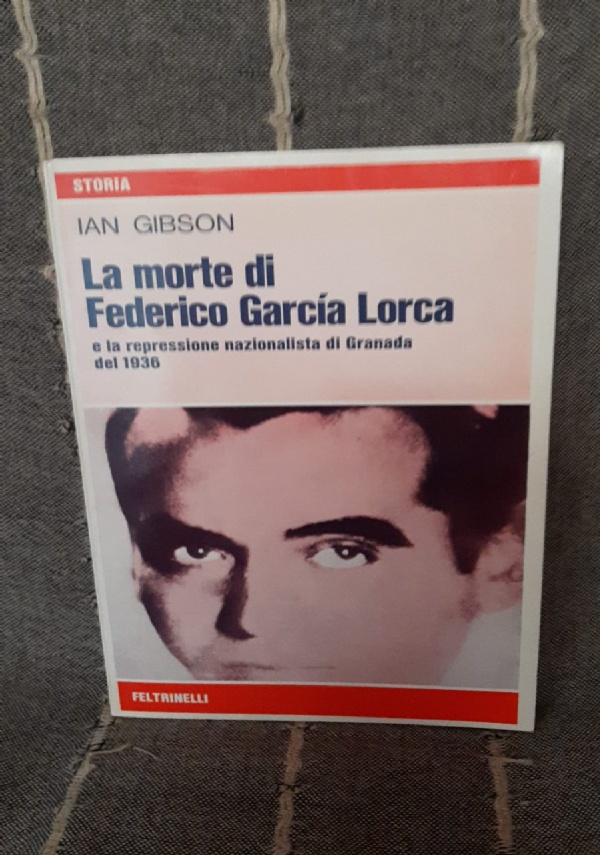 STORIA
IAN GIBSON
La morte di
Federico García Lorca
e la repressione nazionalista di Granada
del 1936
FELTRINELLI